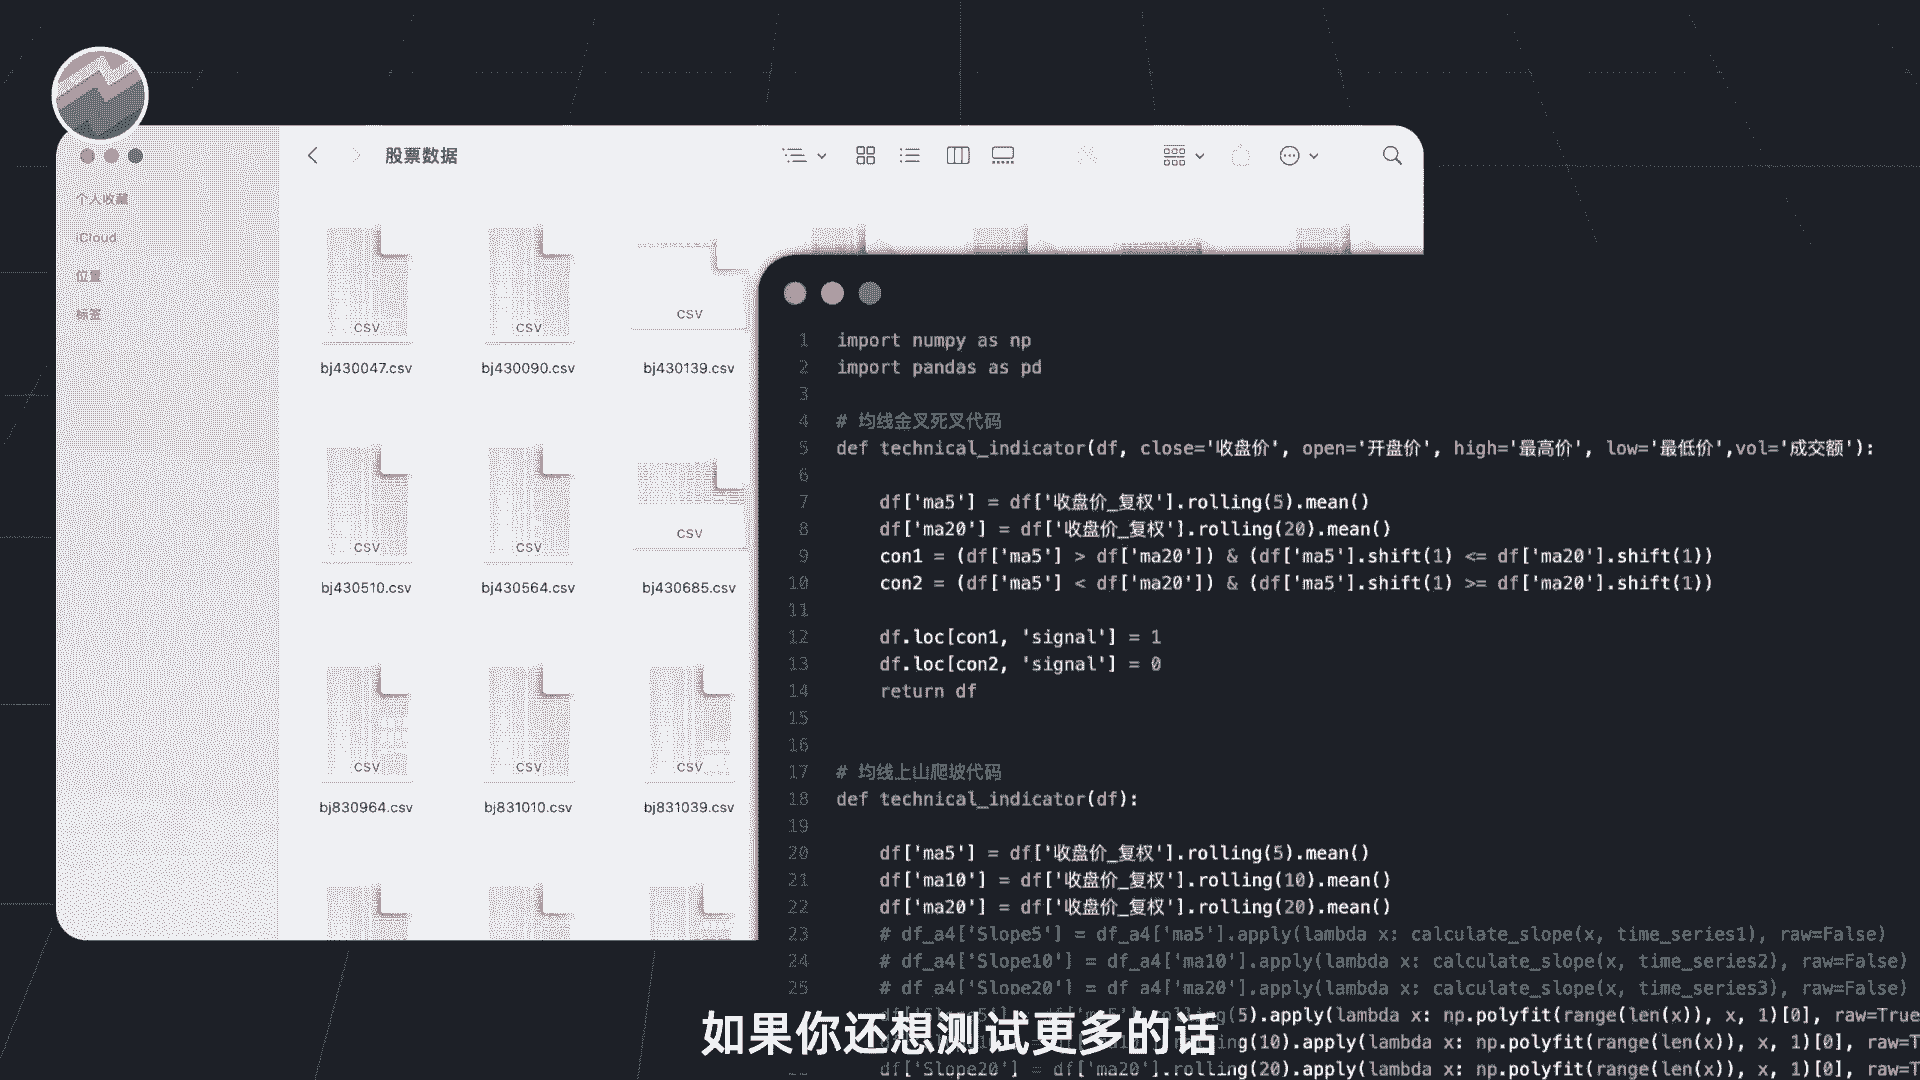 股票数据
个人收藏
iCloud
位置
标签
CSV
CSV
CSV
bj430047.csv
bj430090.csv
bj430139.csv
CSV
CSV
CSV
bj430510.csv
bj430564.csv
bj430685.csv
CSV
CSV
CSV
bj830964.csv
bj831010.csv
bj831039.csv
1 import numpy as np
2 import pandas as pd
3
4 # 均线金叉死叉代码
5 def technical_indicator(df, close='收盘价', open='开盘价', high='最高价', low='最低价',vol='成交额'):
6
7 df['ma5'] = df['收盘价_复权'].rolling(5).mean()
8 df['ma20'] = df['收盘价_复权'].rolling(20).mean()
9 con1 = (df['ma5'] > df['ma20']) & (df['ma5'].shift(1) <= df['ma20'].shift(1))
10 con2 = (df['ma5'] < df['ma20']) & (df['ma5'].shift(1) >= df['ma20'].shift(1))
11
12 df.loc[con1, 'signal'] = 1
13 df.loc[con2, 'signal'] = 0
14 return df
15
16
17 # 均线上山爬坡代码
18 def technical_indicator(df):
19
20 df['ma5'] = df['收盘价_复权'].rolling(5).mean()
21 df['ma10'] = df['收盘价_复权'].rolling(10).mean()
22 df['ma20'] = df['收盘价_复权'].rolling(20).mean()
23 # df_a4['Slope5'] = df_a4['ma5'].apply(lambda x: calculate_slope(x, time_series1), raw=False)
24 # df_a4['Slope10'] = df_a4['ma10'].apply(lambda x: calculate_slope(x, time_series2), raw=False)
25 # df_a4['Slope20'] = df_a4['ma20'].apply(lambda x: calculate_slope(x, time_series3), raw=False)
(5).apply(lambda x: np.polyfit(range(len(x)), x, 1)[0], raw=True
ng(10).apply(lambda x: np.polyfit(range(len(x)), x, 1)[0], raw=T
df['Slope20'] = df['ma20'].rolling(20).apply(lambda x: np.polyfit(range(len(x)), x, 1)[0], raw=T
如果你还想测试更多的话